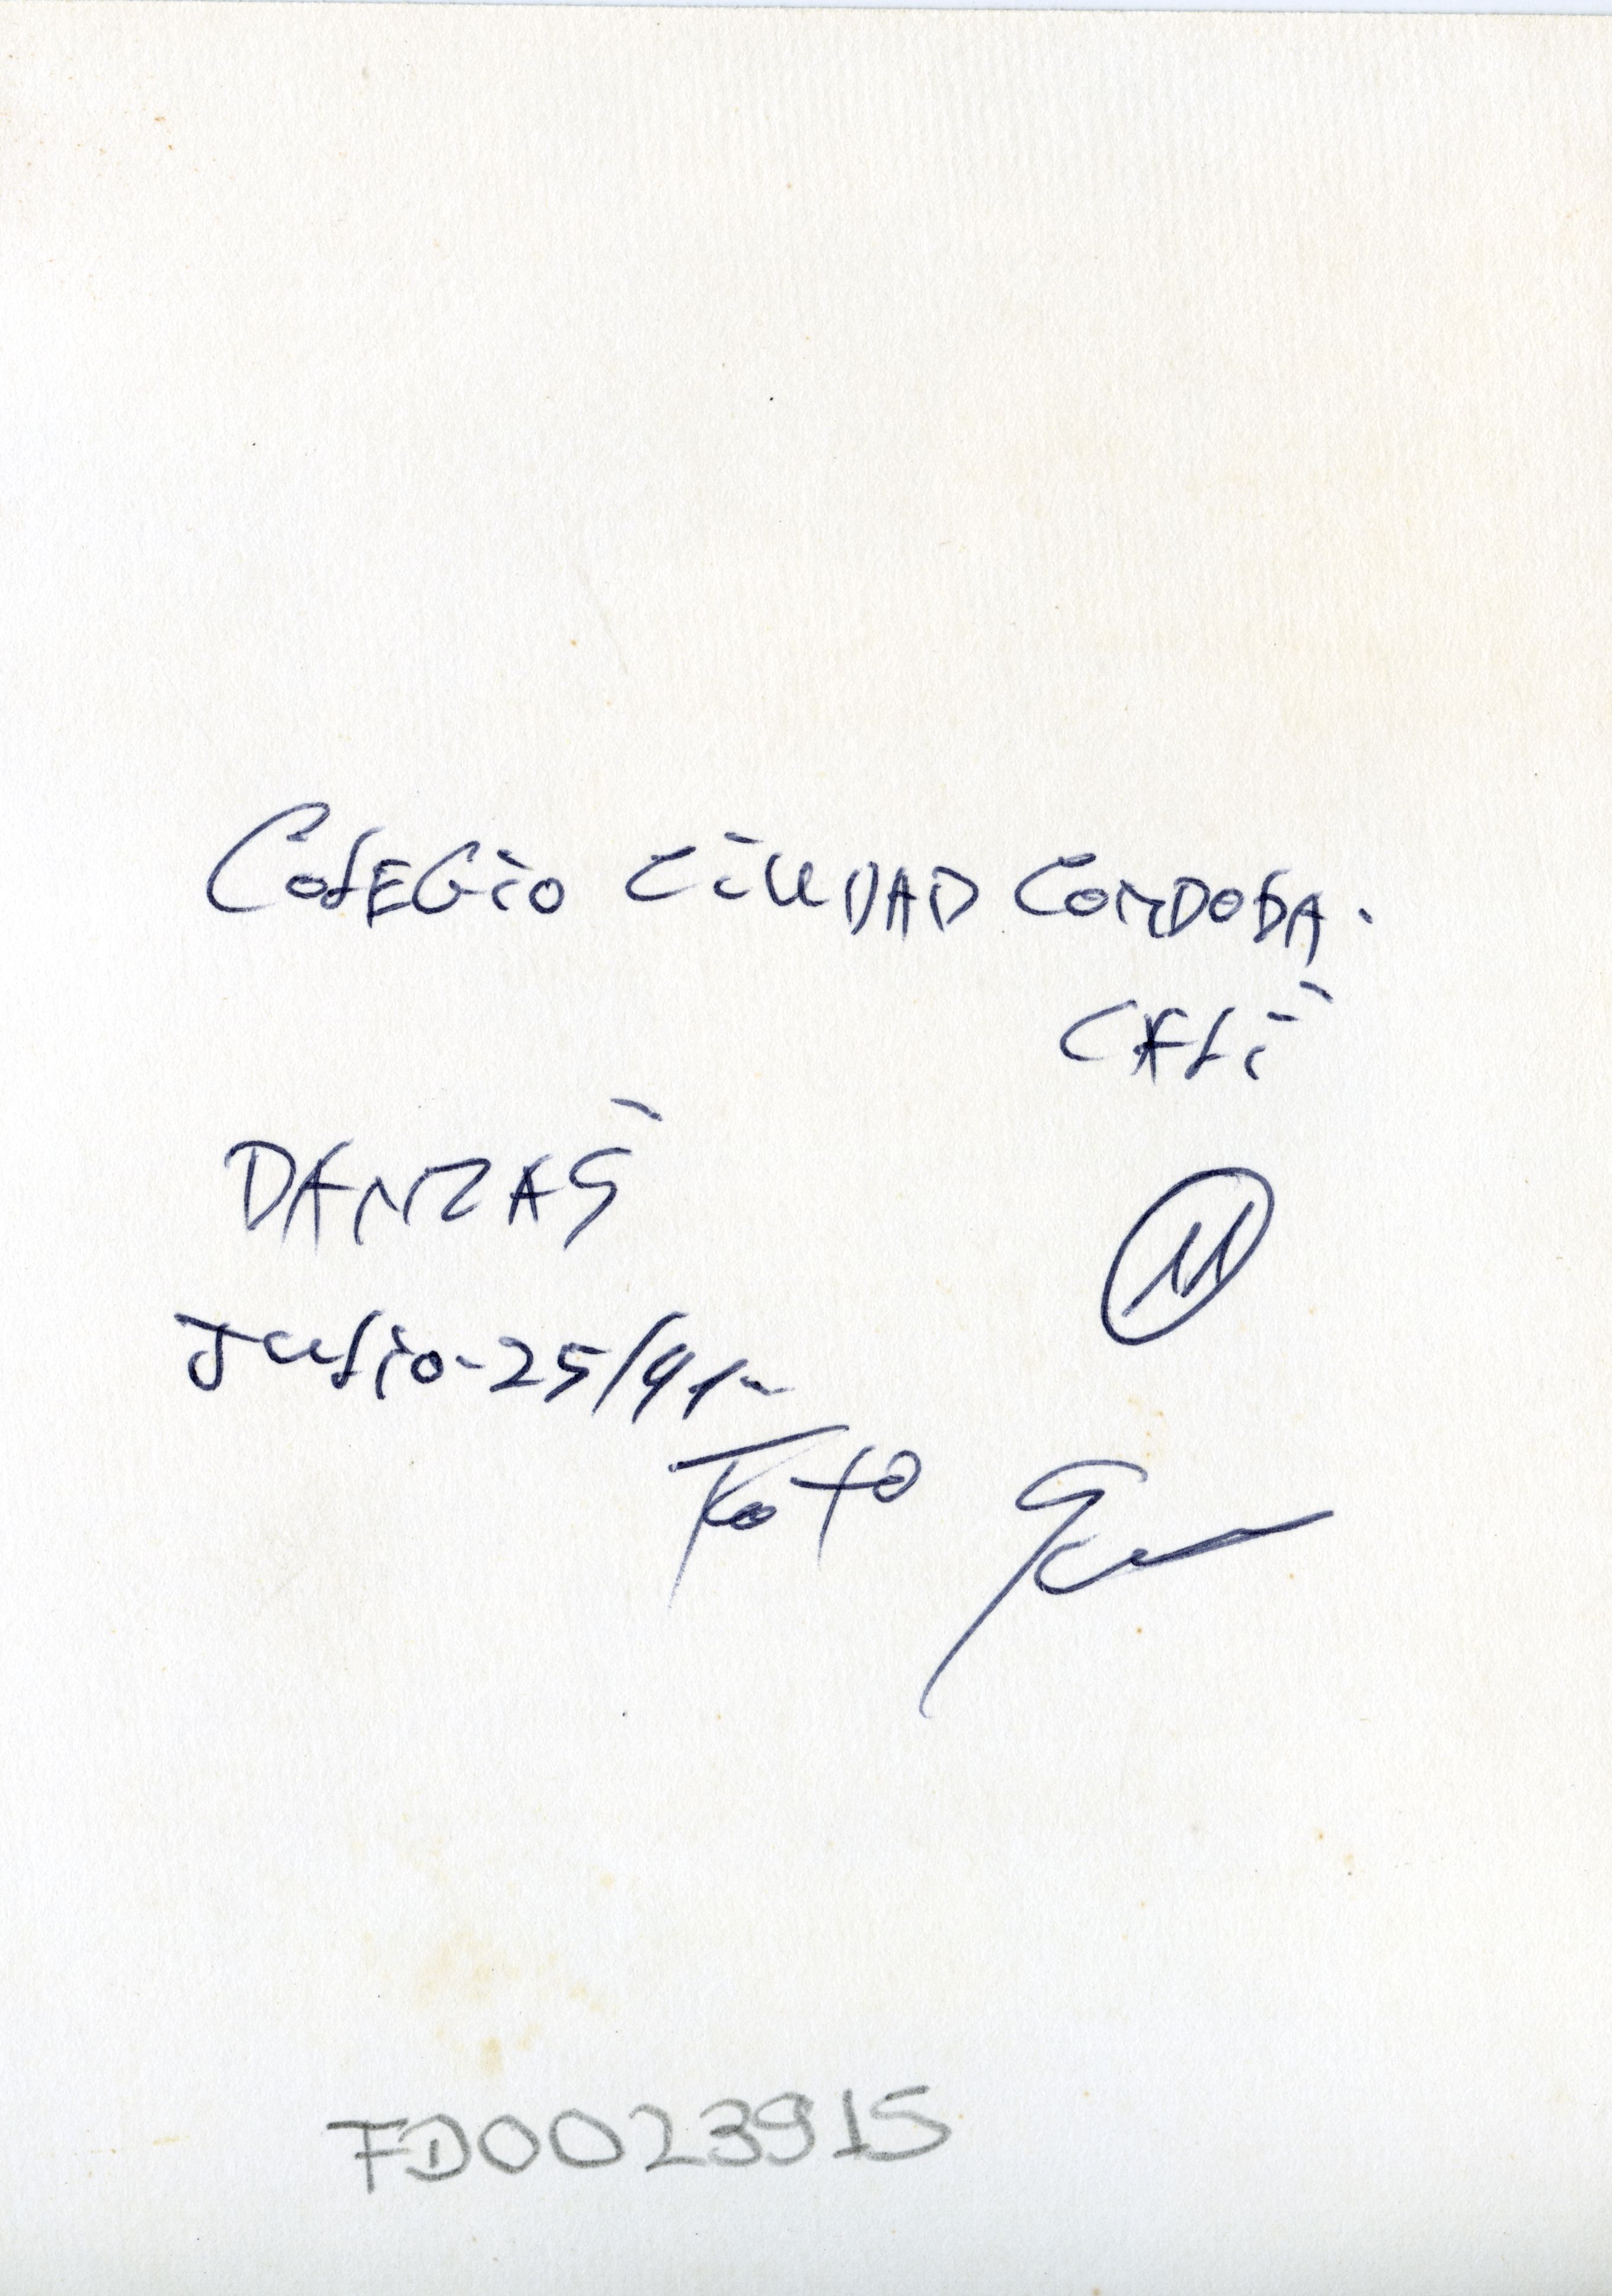 COLEGIO CIUDAD CORDOBA.
CALI
DANZAS
M
JULIO-25/91-
FOTO
FD0023915